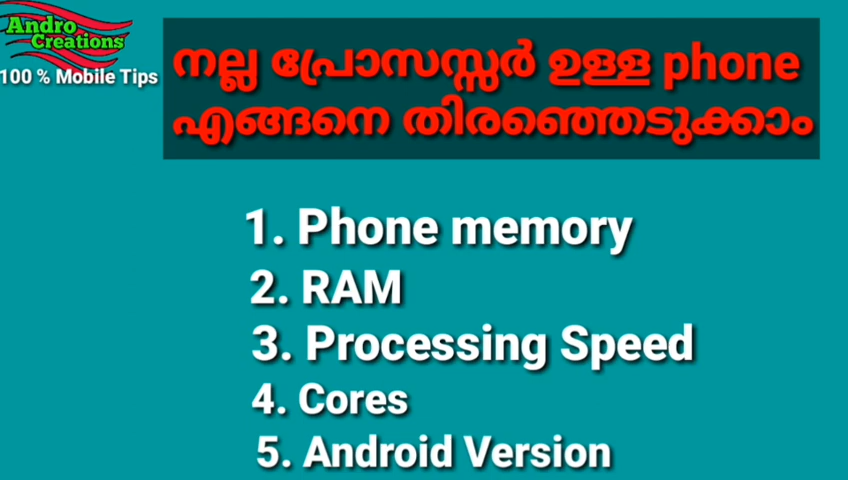 Andro
Creations
100 % Mobile Tips
നല്ല പ്രോസസ്സർ ഉള്ള phone
എങ്ങനെ തിരഞ്ഞെടുക്കാം
1. Phone memory
2. RAM
3. Processing Speed
4. Cores
5. Android Version